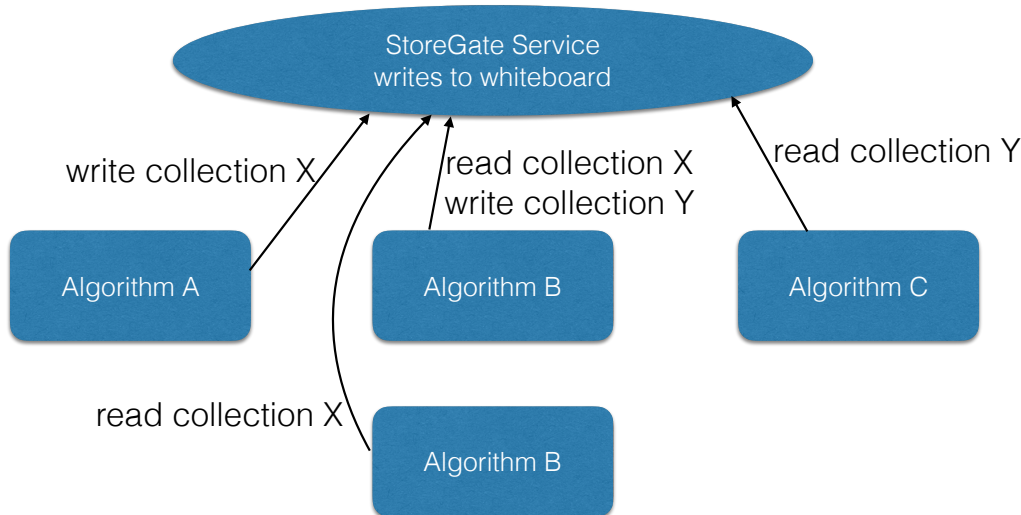 StoreGate Service
writes to whiteboard
write collection X
read collection X
write collection Y
read collection Y
Algorithm A
Algorithm B
Algorithm C
read collection X
Algorithm B